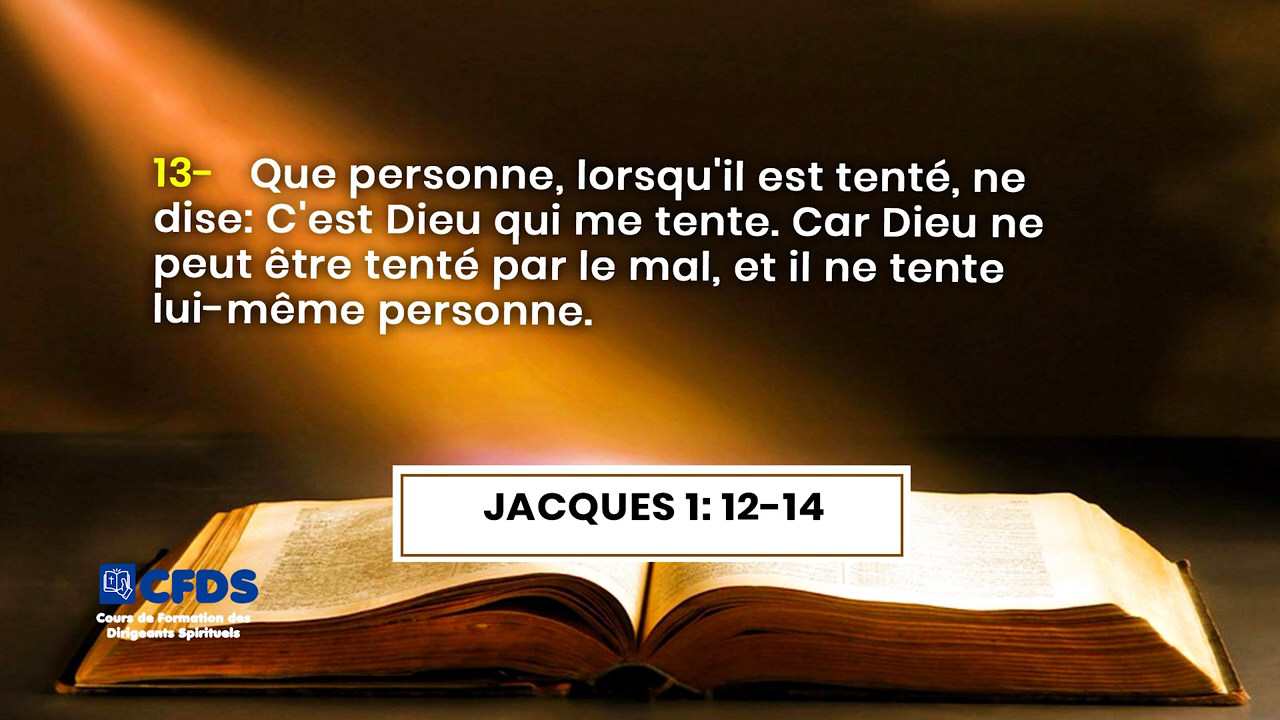 13- Que personne, lorsqu'il est tenté, ne
dise: C'est Dieu qui me tente. Car Dieu ne
peut être tenté par le mal, et il ne tente
lui-même personne.
JACQUES 1: 12-14
CFDS
Cours de Formation des
Dirigeants Spirituels